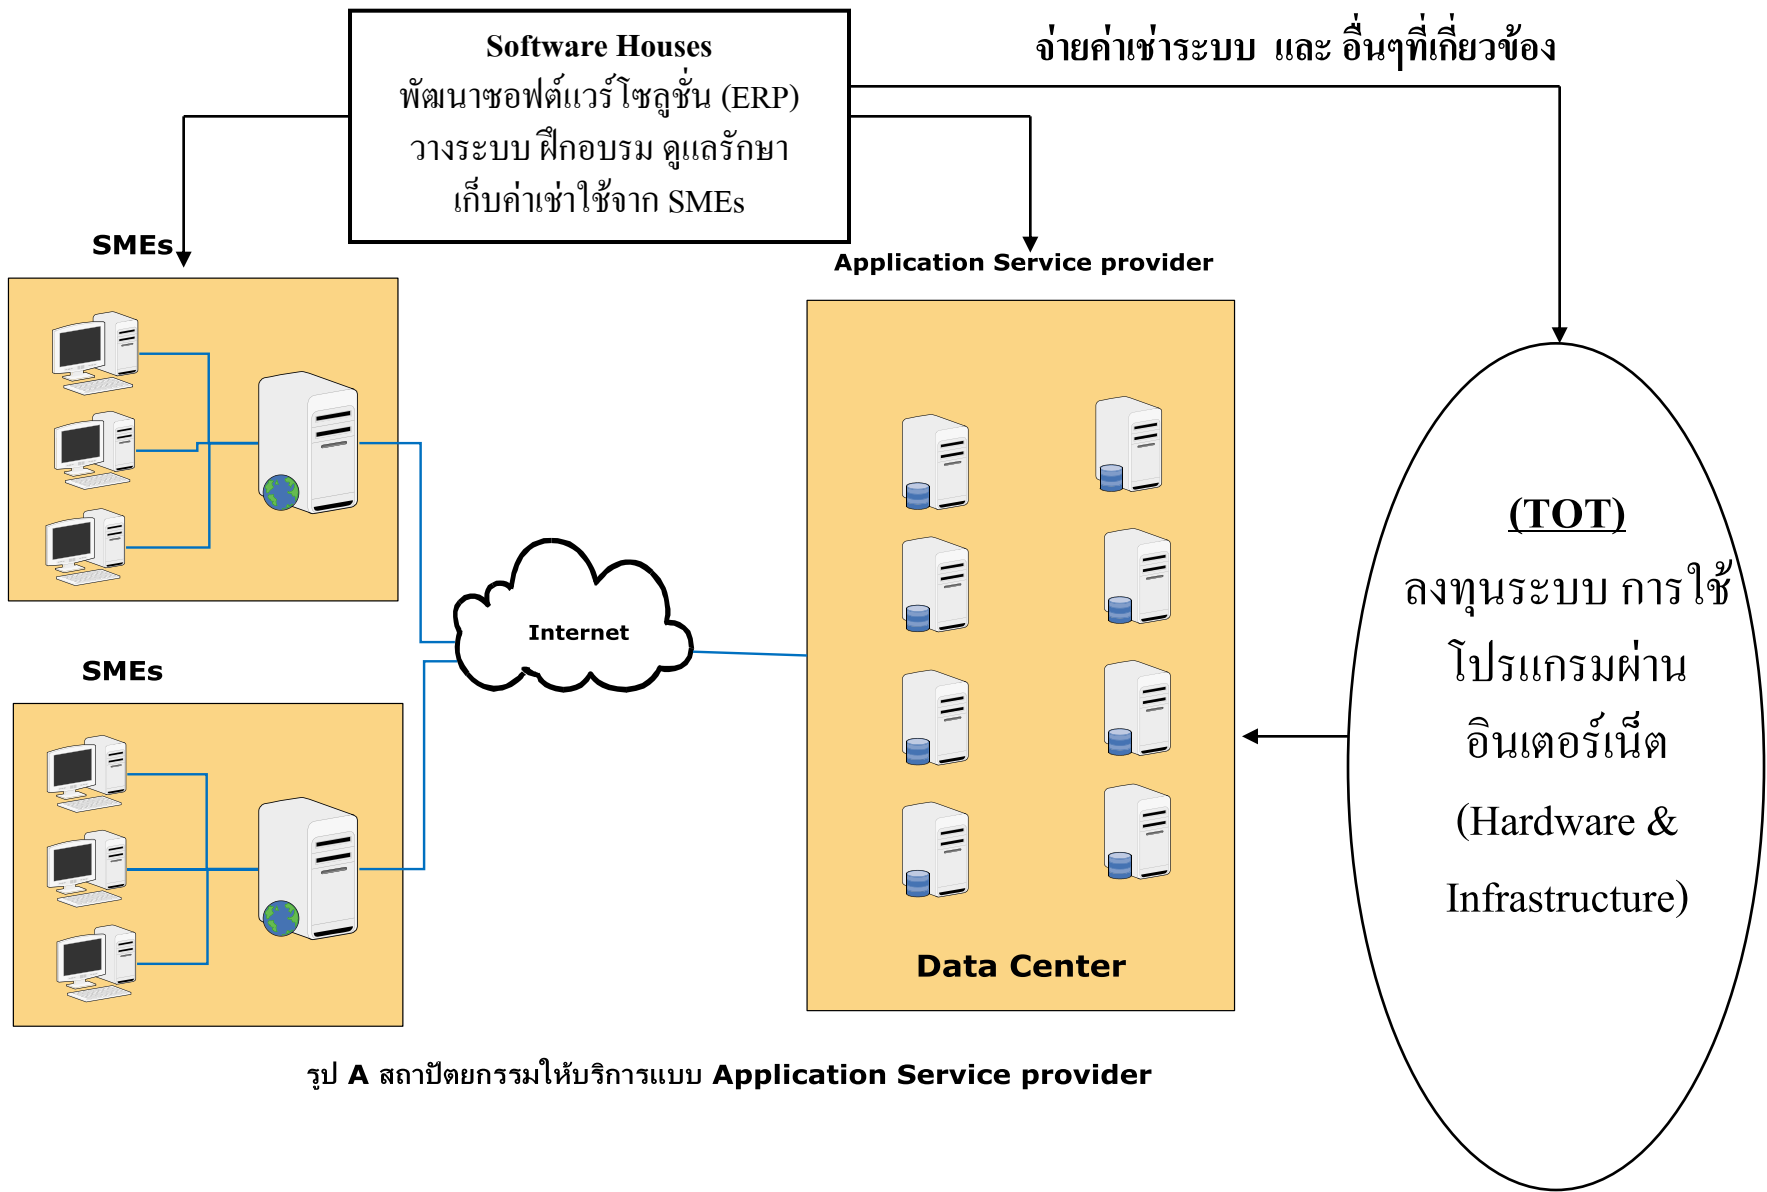 Software Houses
พัฒนาซอฟต์แวร์โซลูชั่น (ERP)
วางระบบ ฝึกอบรม ดูแลรักษา
เก็บค่าเช่าใช้จาก SMEs
จ่ายค่าเช่าระบบ และ อื่นๆที่เกี่ยวข้อง
SMEs
Application Service provider
(TOT)
ลงทุนระบบ การใช้
โปรแกรมผ่าน
อินเตอร์เน็ต
(Hardware &
Infrastructure)
Internet
SMEs
Data Center
รูป A สถาปัตยกรรมให้บริการแบบ Application Service provider